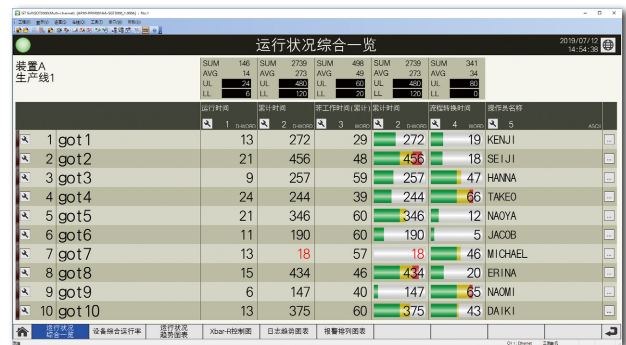 运行状况综合一览
2019/07/12
14:54:38
装置A
生产线1
SUM 146 SUM 2739 SUM 498 SUM 2739 SUM 341
AVG 14 AVG 273 AVG 49 AVG 273 AVG 34
UL 24 UL 480 UL 60 UL 480 UL 80
LL 6 LL 120 LL 20 LL 120 LL 0
运行时间 累计时间 非工作时间(累计) 累计时间 流程转换时间 操作员名称
1 D-WORD 2 D-WORD 3 WORD 2 D-WORD 4 WORD 5 ASCII
1 got1 13 272 29 272 19 KENJI
2 got2 21 456 48 456 18 SEIJI
3 got3 9 257 59 257 47 HANNA
4 got4 24 244 39 244 66 TAKEO
5 got5 21 346 60 346 12 NAOYA
6 got6 11 190 60 190 5 JACOB
7 got7 13 18 57 18 46 MICHAEL
8 got8 15 434 46 434 20 ERINA
9 got9 6 147 40 147 65 NAOMI
10 got10 13 375 60 375 43 DAIKI
运行状况
综合一览
设备综合运行率
运行状况
趋势图表
Xbar-R控制图
日志趋势图表
报警排列图表